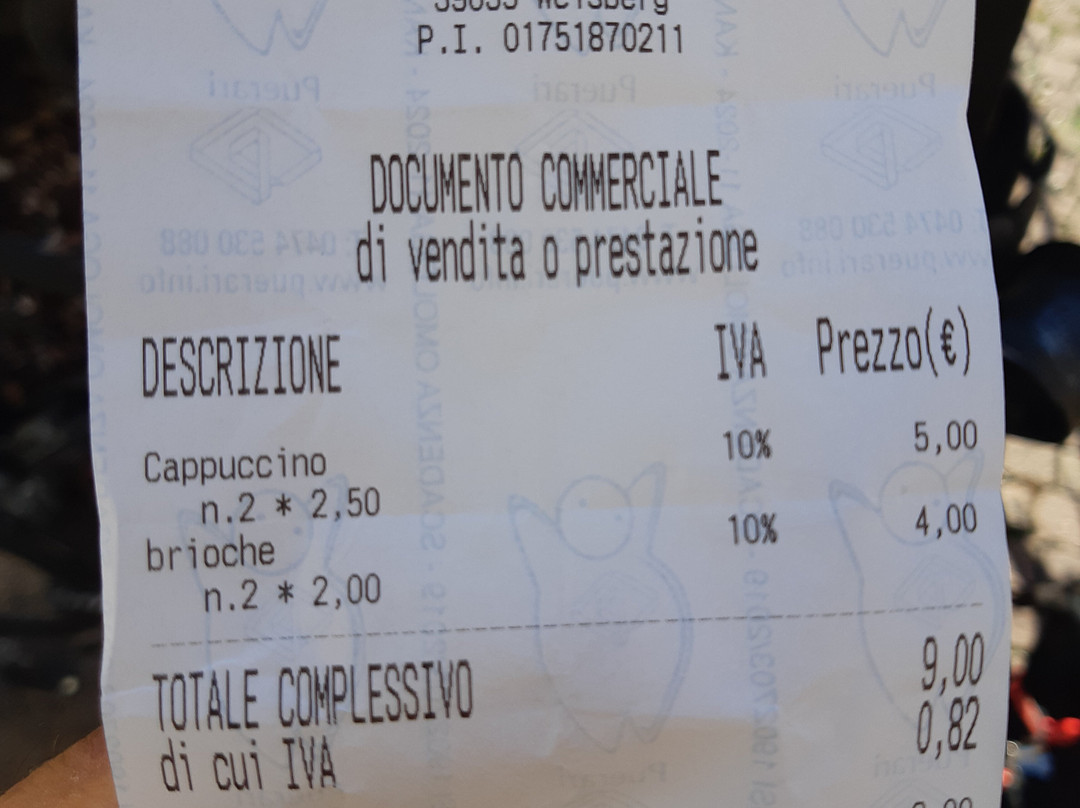 P.I. 01751870211
DOCUMENTO COMMERCIALE
di vendita o prestazione
DESCRIZIONE IVA Prezzo(€)
Cappuccino 10% 5,00
n.2 * 2,50
brioche 10% 4,00
n.2 * 2,00
TOTALE COMPLESSIVO 9,00
di cui IVA 0,82